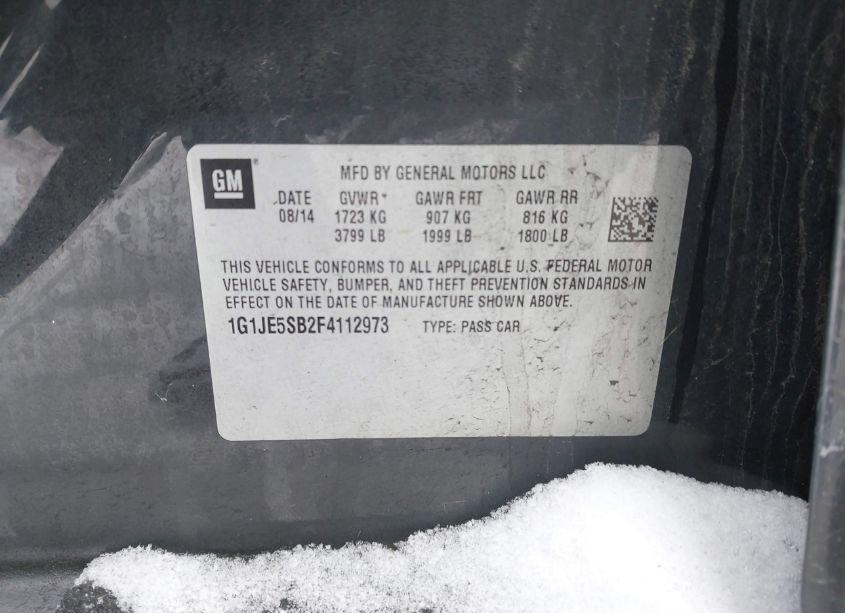 GM
MFD BY GENERAL MOTORS LLC
DATE GVWR GAWR FRT GAWR RR
08/14 1723 KG 907 KG 816 KG
3799 LB 1999 LB 1800 LB
THIS VEHICLE CONFORMS TO ALL APPLICABLE U.S. FEDERAL MOTOR
VEHICLE SAFETY, BUMPER, AND THEFT PREVENTION STANDARDS IN
EFFECT ON THE DATE OF MANUFACTURE SHOWN ABOVE.
1G1JE5SB2F4112973 TYPE: PASS CAR